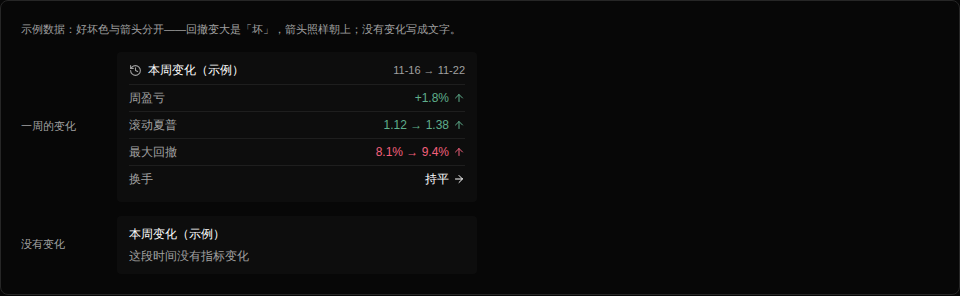 示例数据：好坏色与箭头分开——回撤变大是「坏」，箭头照样朝上；没有变化写成文字。
一周的变化
本周变化（示例） 11-16 → 11-22
周盈亏 +1.8% ↑
滚动夏普 1.12 → 1.38 ↑
最大回撤 8.1% → 9.4% ↑
换手 持平 →
没有变化
本周变化（示例）
这段时间没有指标变化